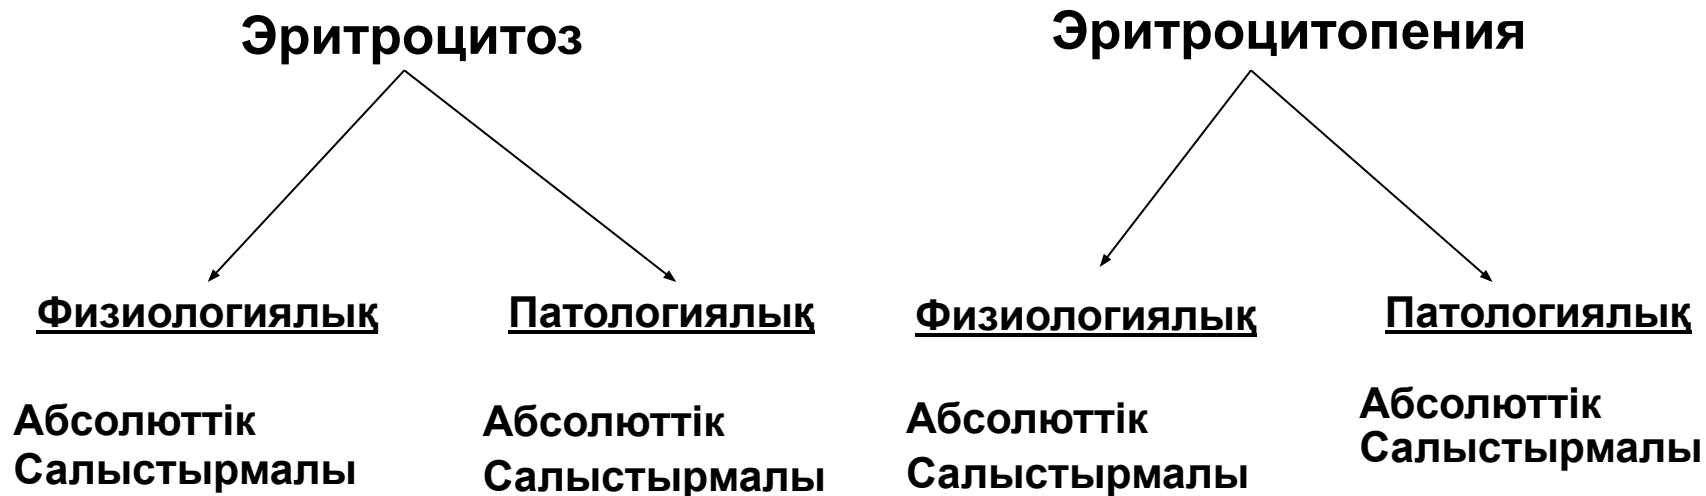 Эритроцитоз
Эритроцитопения
Физиологиялық
Патологиялық
Физиологиялық
Патологиялық
Абсолюттік
Салыстырмалы
Абсолюттік
Салыстырмалы
Абсолюттік
Салыстырмалы
Абсолюттік
Салыстырмалы